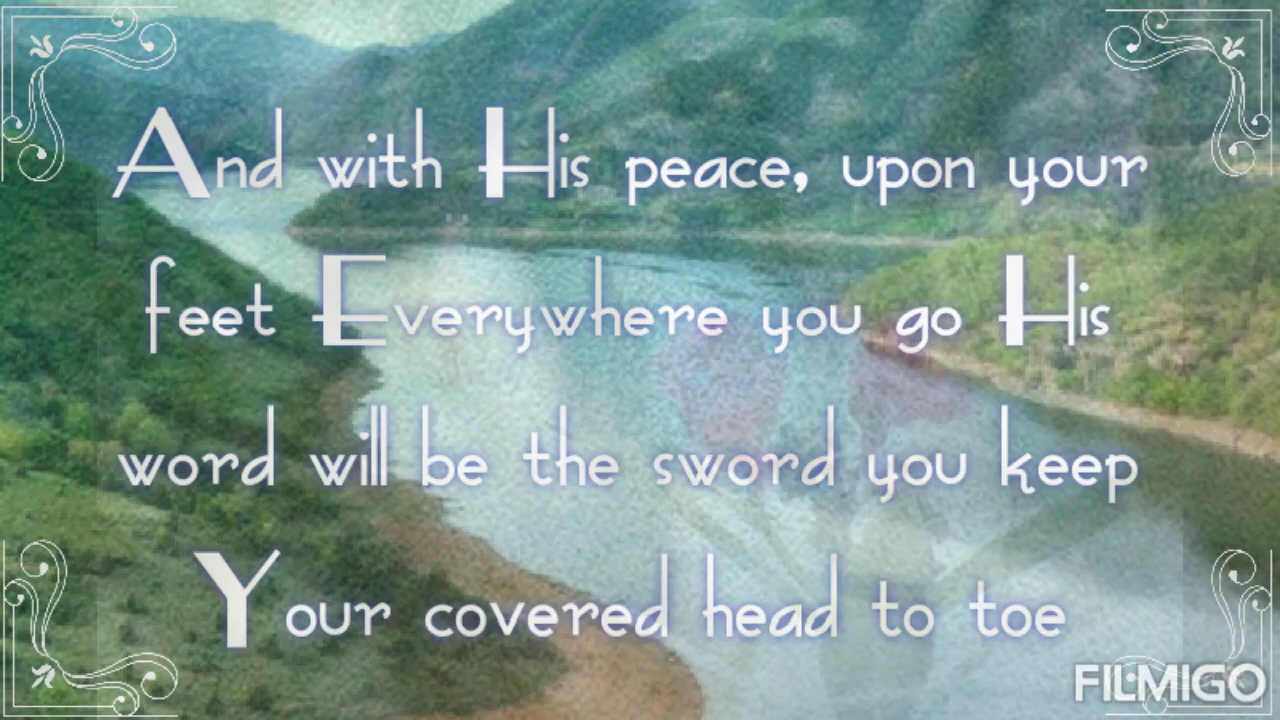 And with His peace, upon your
feet Everywhere you go His
word will be the sword you keep
Your covered head to toe
FILMIGO